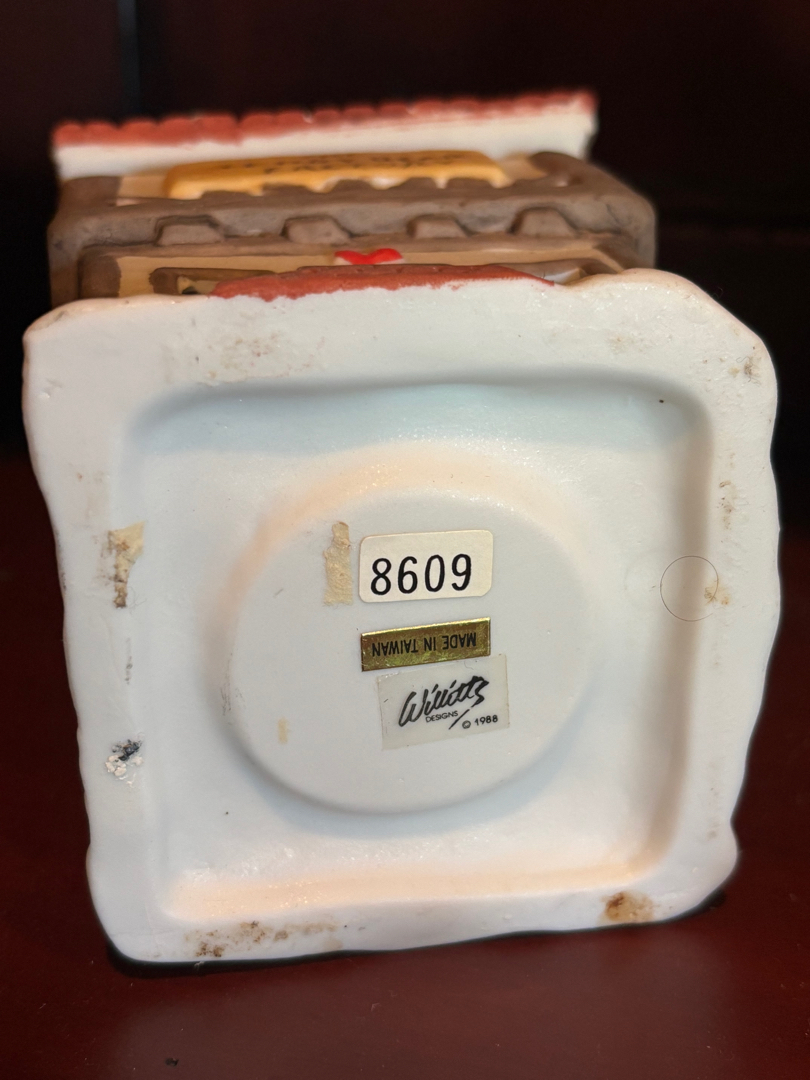 8609
MADE IN TAIWAN
Willitts
DESIGNS © 1988